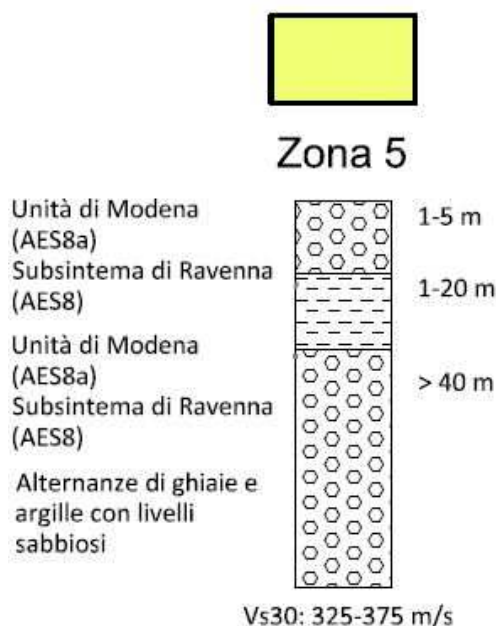 Zona 5
Unità di Modena
(AES8a)
Subsintema di Ravenna
(AES8)
1-5 m
1-20 m
Unità di Modena
(AES8a)
Subsintema di Ravenna
(AES8)
> 40 m
Alternanze di ghiaie e
argille con livelli
sabbiosi
Vs30: 325-375 m/s